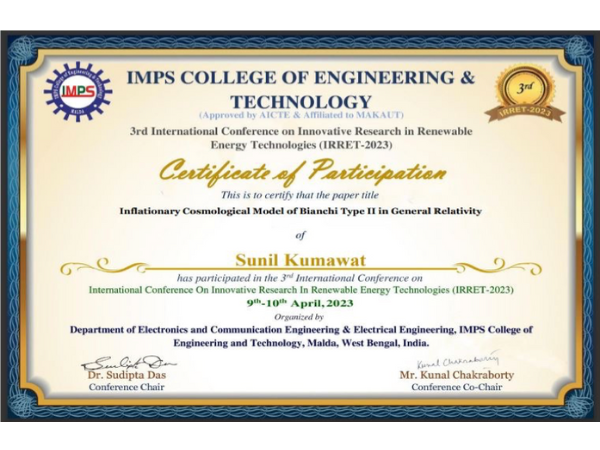 IMPS
MALDA
IMPS COLLEGE OF ENGINEERING &
TECHNOLOGY
(Approved by AICTE & Affiliated to MAKAUT)
3rd
IRRET-2023
3rd International Conference on Innovative Research in Renewable
Energy Technologies (IRRET-2023)
Certificate of Participation
This is to certify that the paper title
Inflationary Cosmological Model of Bianchi Type II in General Relativity
of
Sunil Kumawat
has participated in the 3rd International Conference on
International Conference On Innovative Research In Renewable Energy Technologies (IRRET-2023)
9th-10th April, 2023
Organized by
Department of Electronics and Communication Engineering & Electrical Engineering, IMPS College of
Engineering and Technology, Malda, West Bengal, India.
Sudipta Das
Kunal Chakraborty
Dr. Sudipta Das
Mr. Kunal Chakraborty
Conference Chair
Conference Co-Chair